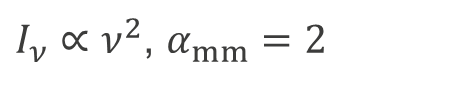 I_ν ∝ ν², α_mm = 2